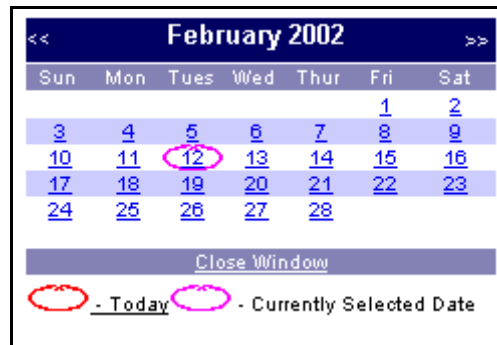 << February 2002 >>
Sun Mon Tues Wed Thur Fri Sat
1 2
3 4 5 6 7 8 9
10 11 12 13 14 15 16
17 18 19 20 21 22 23
24 25 26 27 28
Close Window
- Today - Currently Selected Date